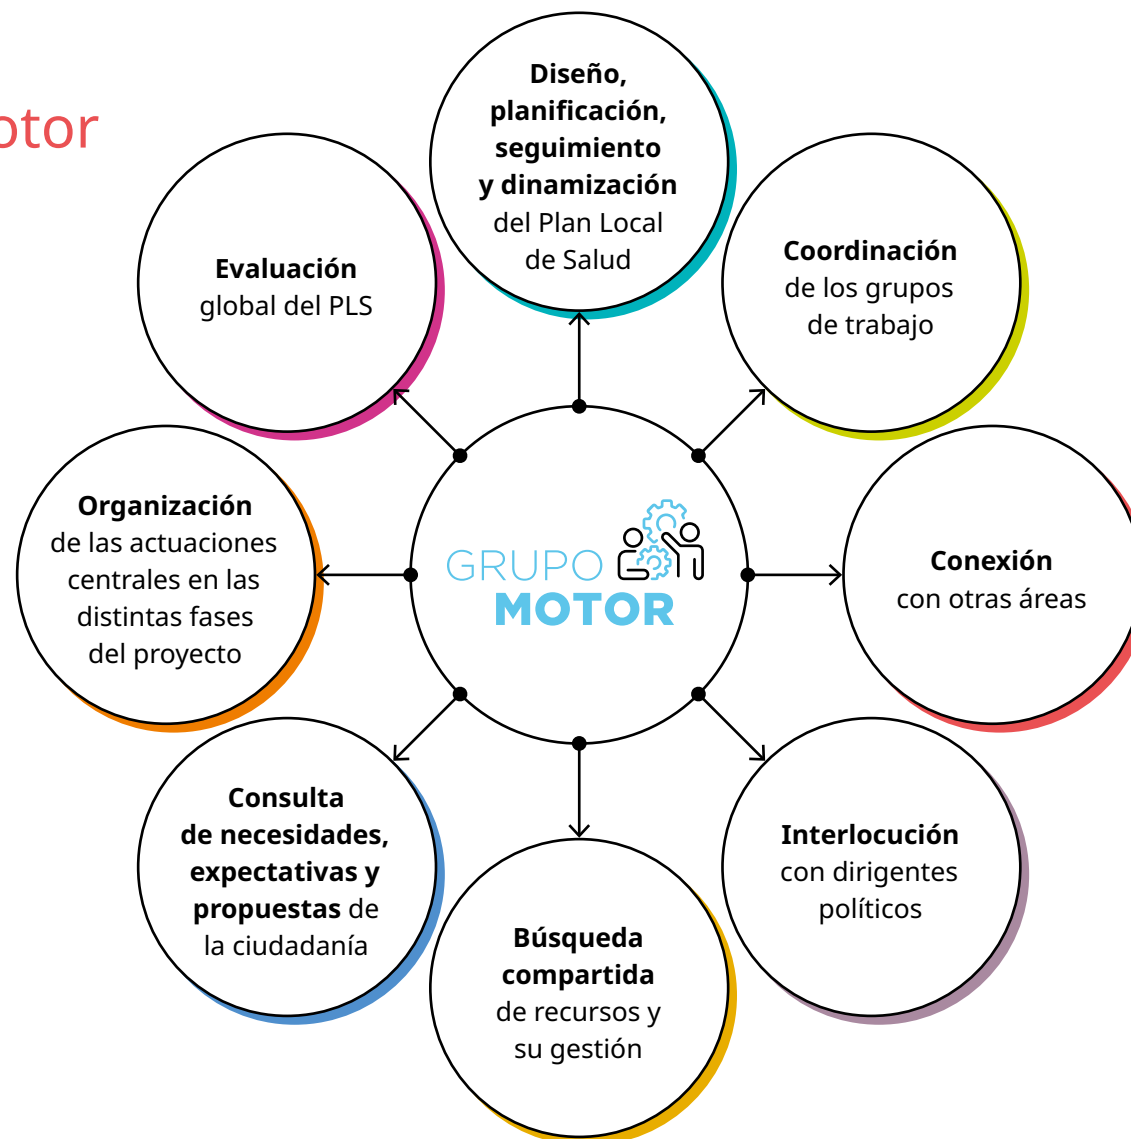 otor
Diseño,
planificación,
seguimiento
y dinamización
del Plan Local
de Salud
Coordinación
de los grupos
de trabajo
Conexión
con otras áreas
Interlocución
con dirigentes
políticos
Búsqueda
compartida
de recursos y
su gestión
Consulta
de necesidades,
expectativas y
propuestas de
la ciudadanía
Organización
de las actuaciones
centrales en las
distintas fases
del proyecto
Evaluación
global del PLS
GRUPO
MOTOR